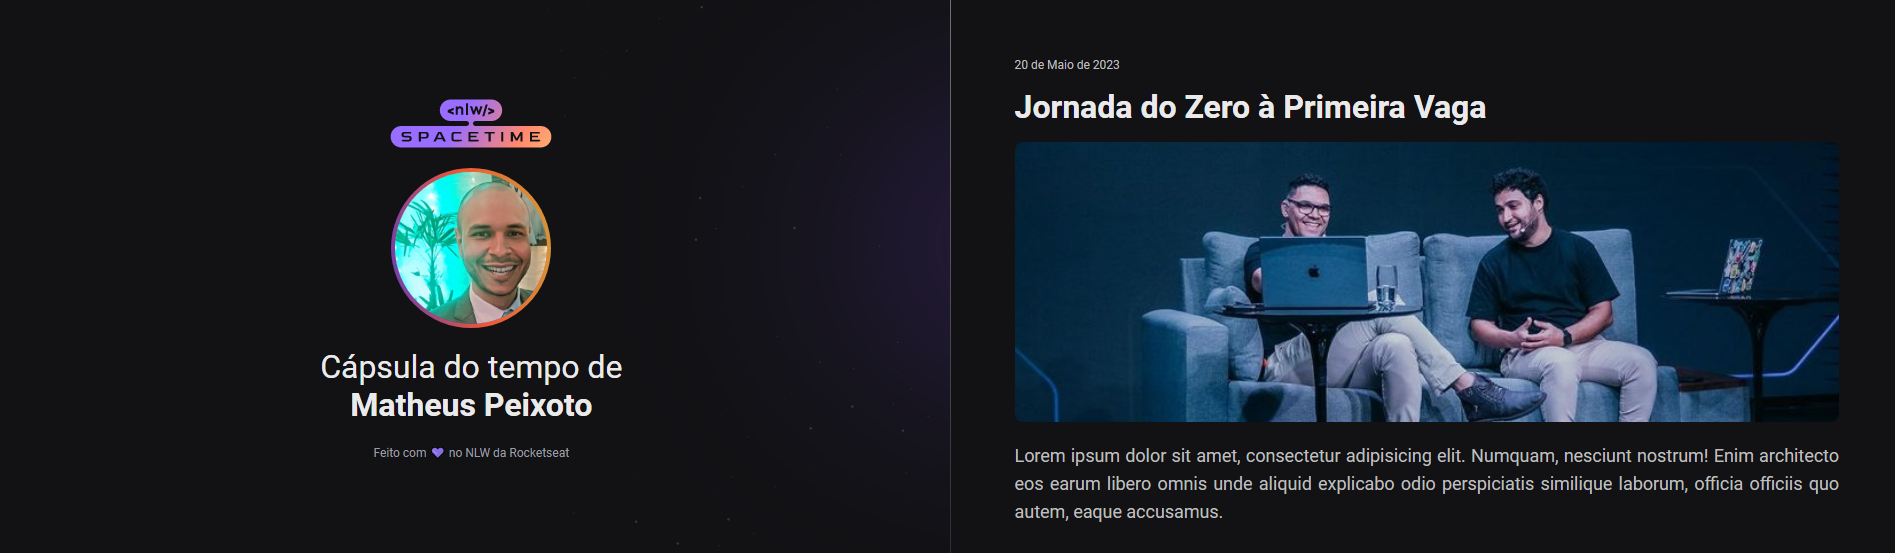 <nlw/>
SPACETIME
Cápsula do tempo de
Matheus Peixoto
Feito com 💜 no NLW da Rocketseat
20 de Maio de 2023
Jornada do Zero à Primeira Vaga
Lorem ipsum dolor sit amet, consectetur adipisicing elit. Numquam, nesciunt nostrum! Enim architecto
eos earum libero omnis unde aliquid explicabo odio perspiciatis similique laborum, officia officiis quo
autem, eaque accusamus.